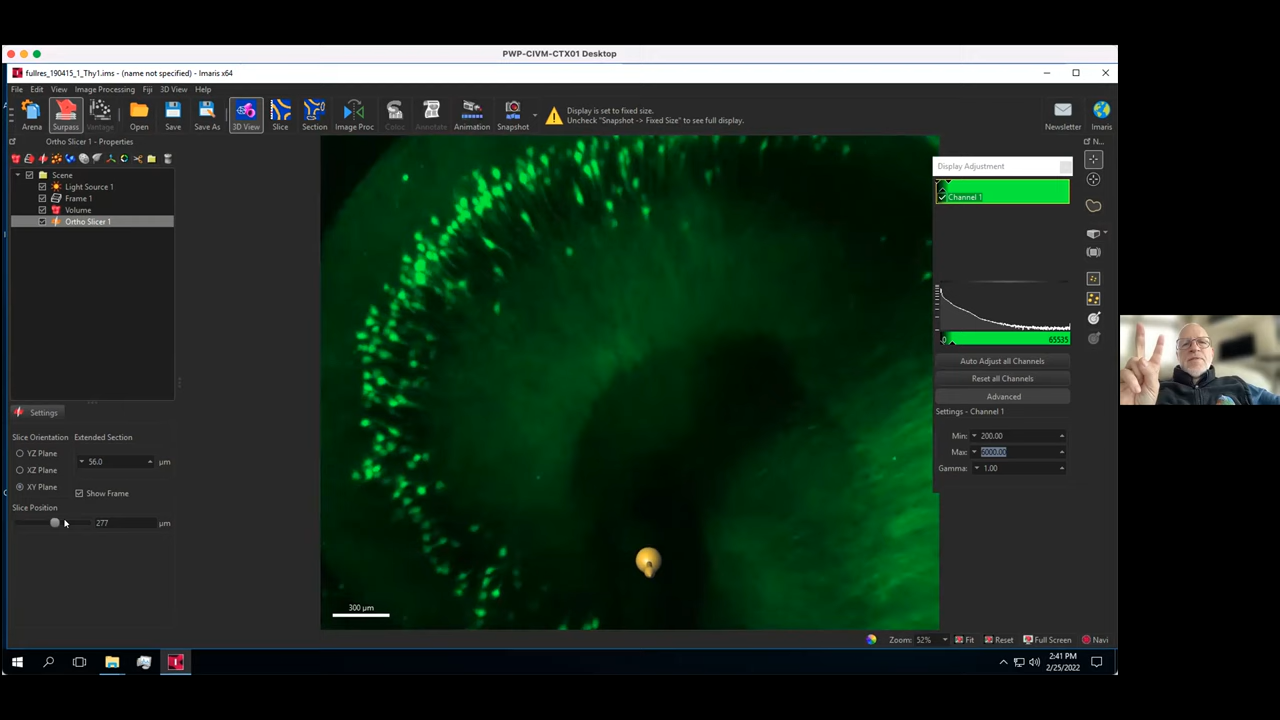 PWP-CIVM-CTX01 Desktop
fullres_190415_1_Thy1.ims - (name not specified) - Imaris x64
File Edit View Image Processing Fiji 3D View Help
Arena Surpass Vantage Open Save Save As 3D View Slice Section Image Proc Coloc Annotate Animation Snapshot
Display is set to fixed size.
Uncheck "Snapshot -> Fixed Size" to see full display.
Newsletter Imaris
Ortho Slicer 1 - Properties
N...
Scene
Light Source 1
Frame 1
Volume
Ortho Slicer 1
Display Adjustment
Channel 1
0 65535
Auto Adjust all Channels
Reset all Channels
Advanced
Settings - Channel 1
Min: 200.00
Max: 6000.00
Gamma: 1.00
Settings
Slice Orientation Extended Section
YZ Plane
56.0 µm
XZ Plane
XY Plane
Show Frame
Slice Position
277 µm
300 µm
Zoom: 52% Fit Reset Full Screen Navi
2:41 PM
2/25/2022